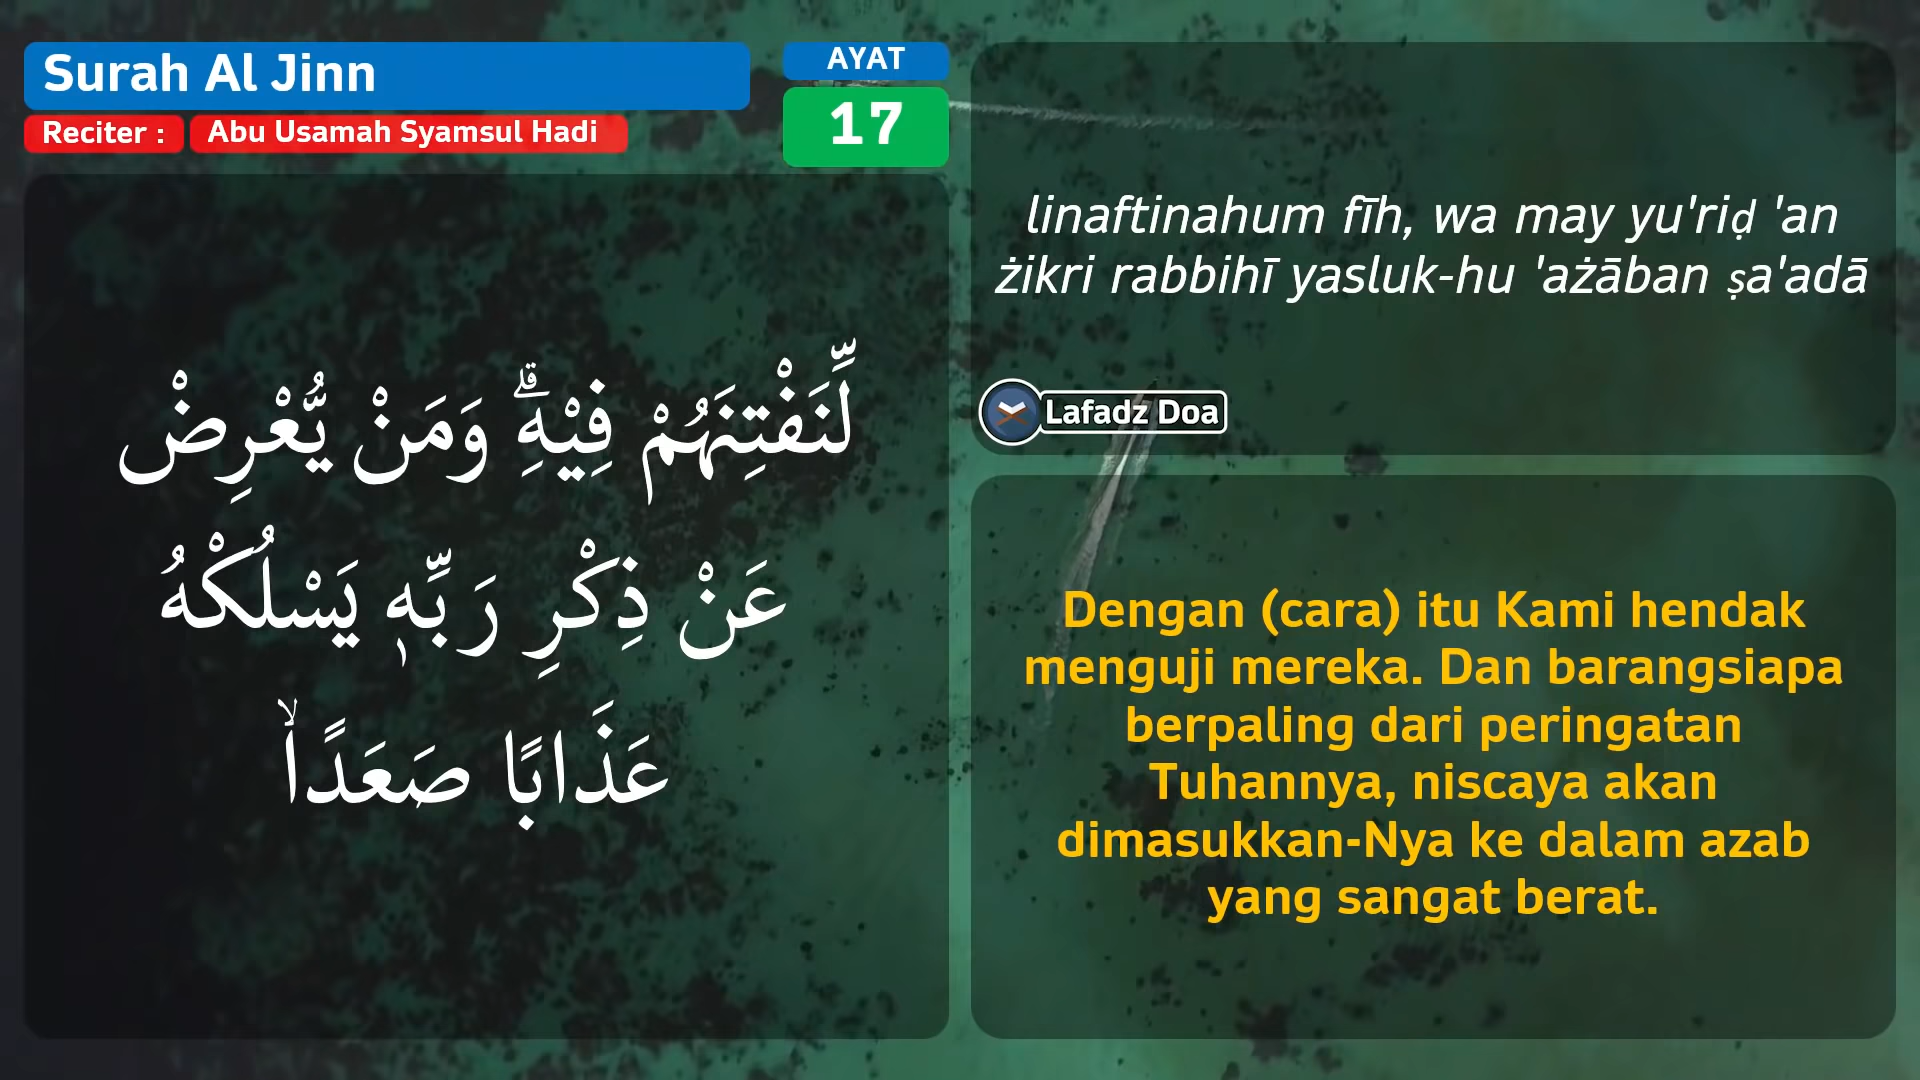 Surah Al Jinn
Reciter :
Abu Usamah Syamsul Hadi
AYAT
17
لِّنَفْتِنَهُمْ فِيْهِۗ وَمَنْ يُّعْرِضْ
عَنْ ذِكْرِ رَبِّهٖ يَسْلُكْهُ
عَذَابًا صَعَدًاۙ
linaftinahum fīh, wa may yu'riḍ 'an
żikri rabbihī yasluk-hu 'ażāban ṣa'adā
Lafadz Doa
Dengan (cara) itu Kami hendak
menguji mereka. Dan barangsiapa
berpaling dari peringatan
Tuhannya, niscaya akan
dimasukkan-Nya ke dalam azab
yang sangat berat.